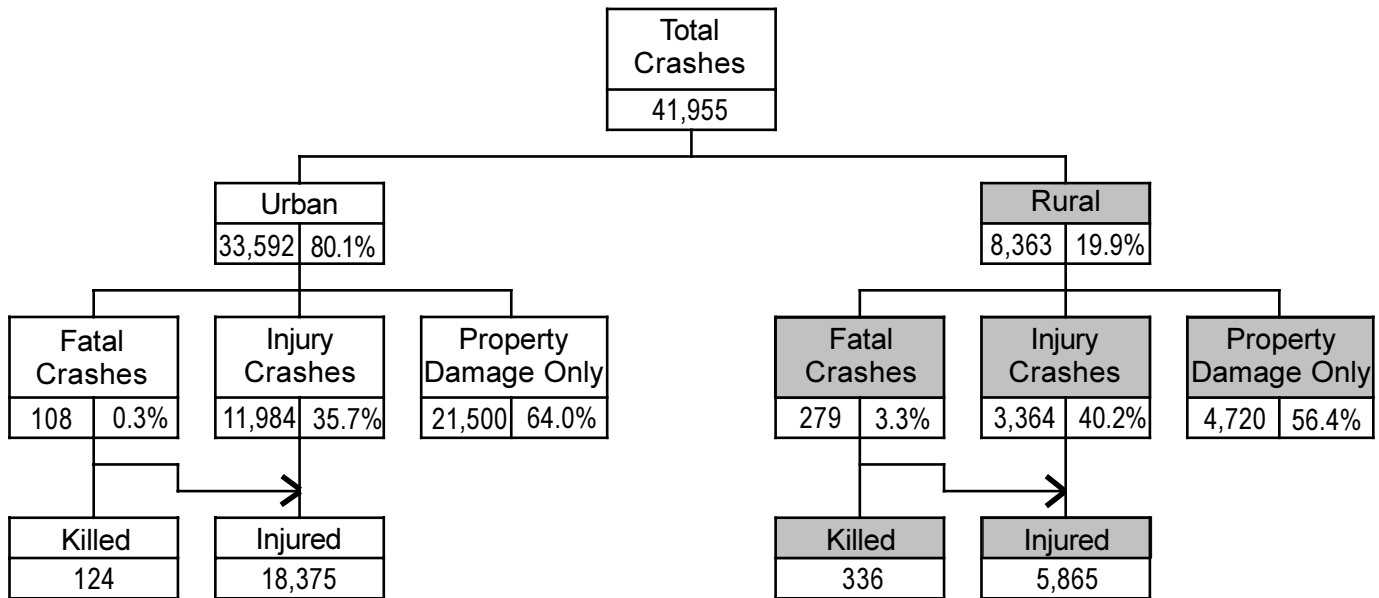 Total
Crashes
41,955
Urban
33,592 80.1%
Rural
8,363 19.9%
Fatal
Crashes
108 0.3%
Injury
Crashes
11,984 35.7%
Property
Damage Only
21,500 64.0%
Fatal
Crashes
279 3.3%
Injury
Crashes
3,364 40.2%
Property
Damage Only
4,720 56.4%
Killed
124
Injured
18,375
Killed
336
Injured
5,865